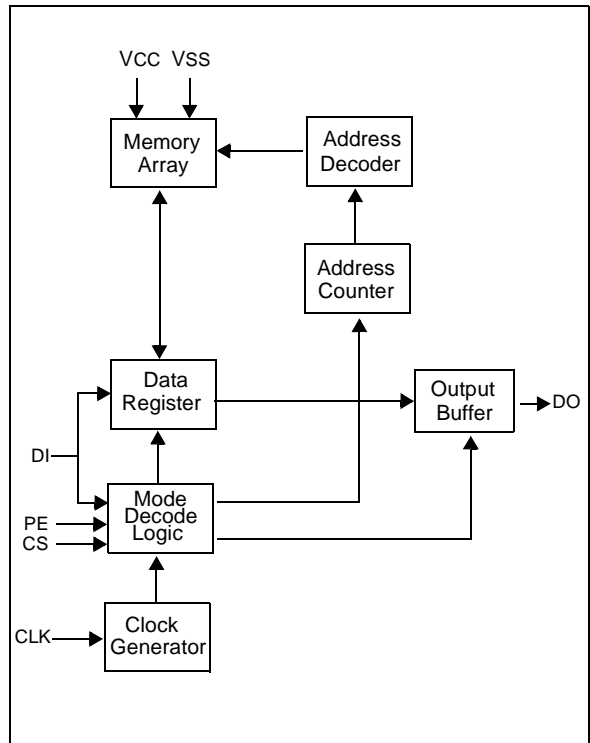 VCC VSS
Memory
Array
Address
Decoder
Address
Counter
Data
Register
Output
Buffer
DO
DI
Mode
Decode
Logic
PE
CS
CLK
Clock
Generator